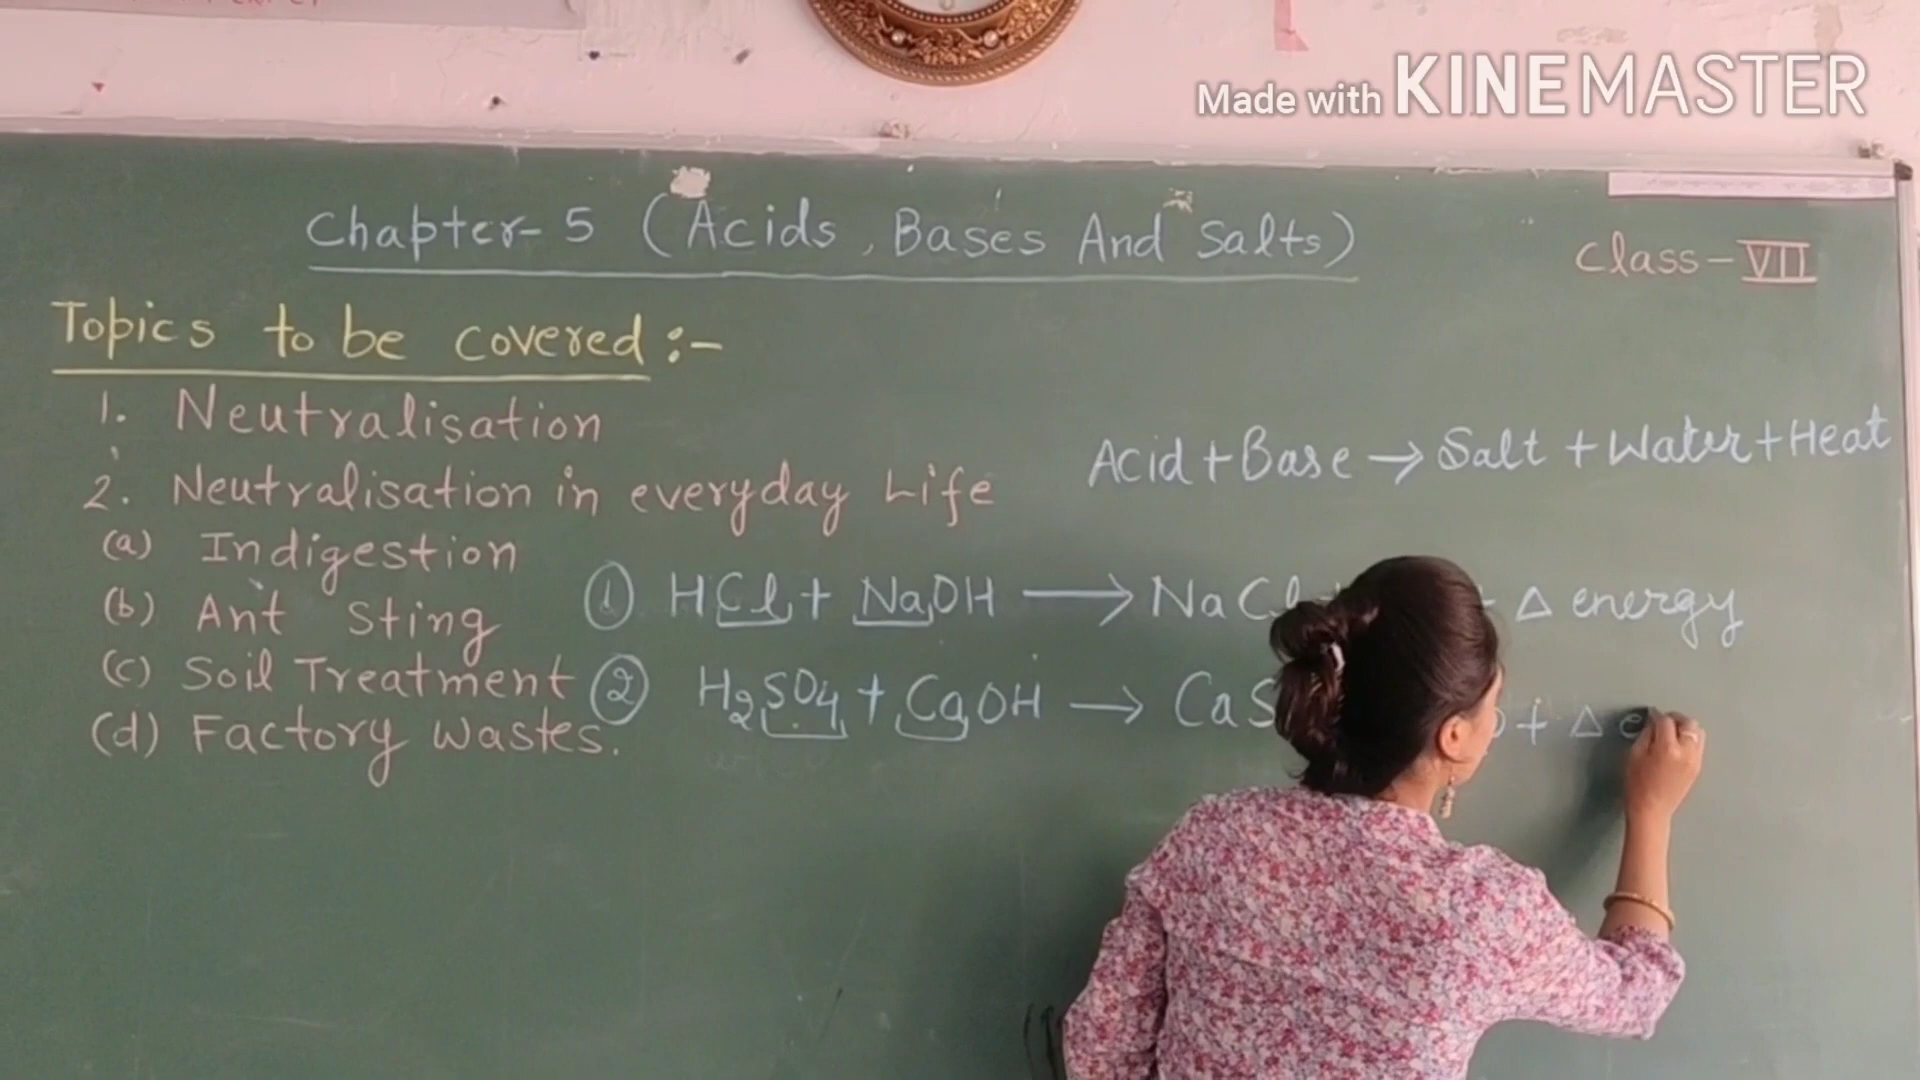 Made with KINEMASTER
Chapter-5 (Acids, Bases And Salts)
Class-VII
Topics to be covered:-
1. Neutralisation
Acid+Base→Salt+Water+Heat
2. Neutralisation in everyday Life
(a) Indigestion
① HCl+NaOH→NaCl+ Δ energy
(b) Ant Sting
(c) Soil Treatment
② H₂SO₄+CaOH→CaS + Δ e
(d) Factory Wastes.